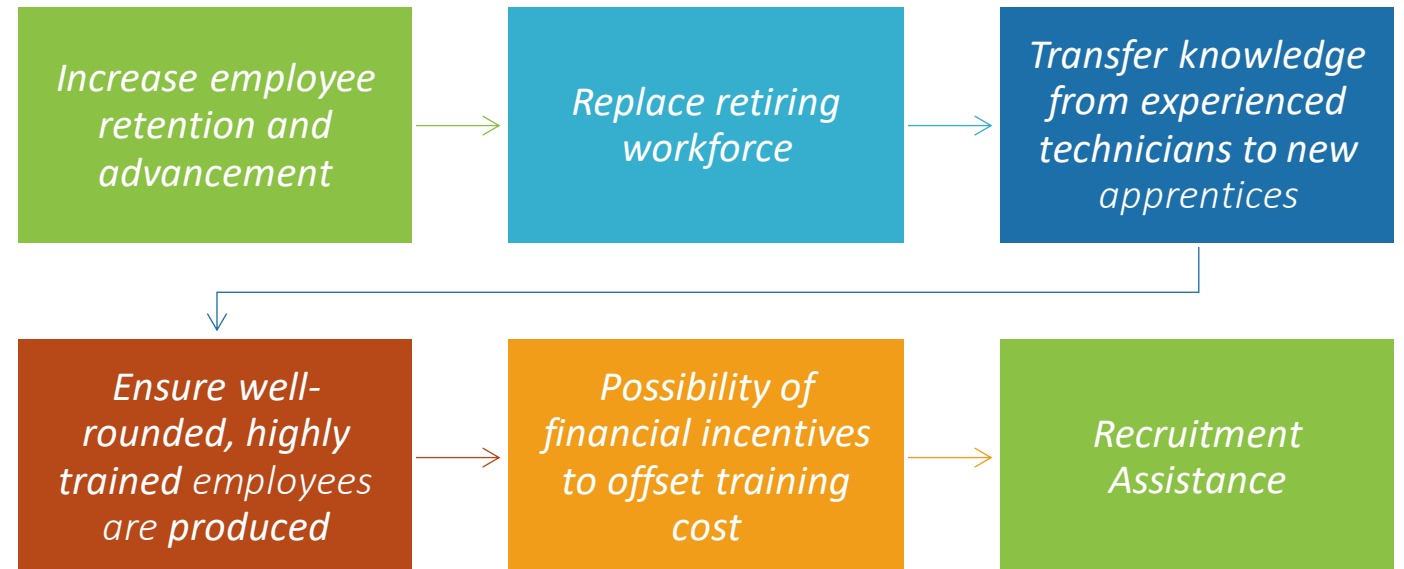 Increase employee
retention and
advancement
Replace retiring
workforce
Transfer knowledge
from experienced
technicians to new
apprentices
Ensure well-
rounded, highly
trained employees
are produced
Possibility of
financial incentives
to offset training
cost
Recruitment
Assistance